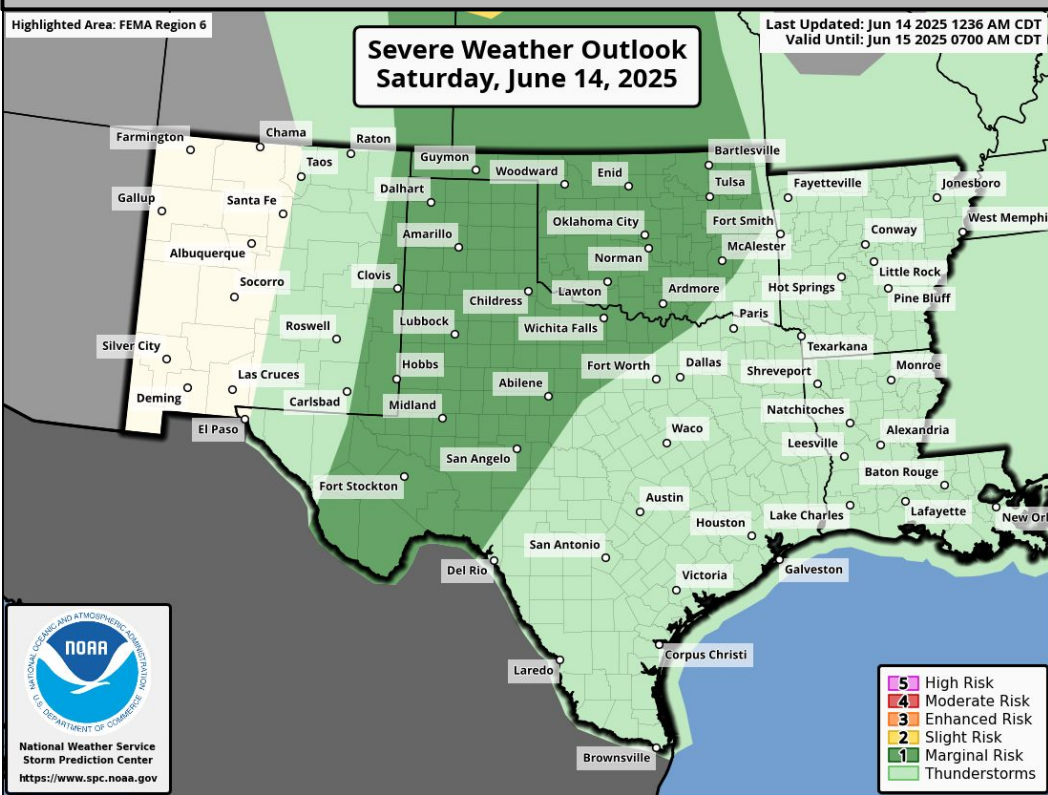 Highlighted Area: FEMA Region 6
Severe Weather Outlook
Saturday, June 14, 2025
Last Updated: Jun 14 2025 1236 AM CDT
Valid Until: Jun 15 2025 0700 AM CDT
Farmington
Chama
Raton
Taos
Guymon
Woodward
Enid
Bartlesville
Tulsa
Fayetteville
Jonesboro
Gallup
Santa Fe
Dalhart
Oklahoma City
Fort Smith
Conway
West Memphi
Albuquerque
Amarillo
Norman
McAlester
Little Rock
Socorro
Clovis
Childress
Lawton
Ardmore
Hot Springs
Pine Bluff
Roswell
Lubbock
Wichita Falls
Paris
Texarkana
Silver City
Hobbs
Fort Worth
Dallas
Shreveport
Monroe
Las Cruces
Abilene
Deming
Carlsbad
Midland
Natchitoches
El Paso
Waco
Leesville
Alexandria
San Angelo
Baton Rouge
Fort Stockton
Austin
Houston
Lake Charles
Lafayette
New Orl
San Antonio
Del Rio
Victoria
Galveston
Laredo
Corpus Christi
Brownsville
NATIONAL OCEANIC AND ATMOSPHERIC ADMINISTRATION
NOAA
U.S. DEPARTMENT OF COMMERCE
National Weather Service
Storm Prediction Center
https://www.spc.noaa.gov
5 High Risk
4 Moderate Risk
3 Enhanced Risk
2 Slight Risk
1 Marginal Risk
Thunderstorms